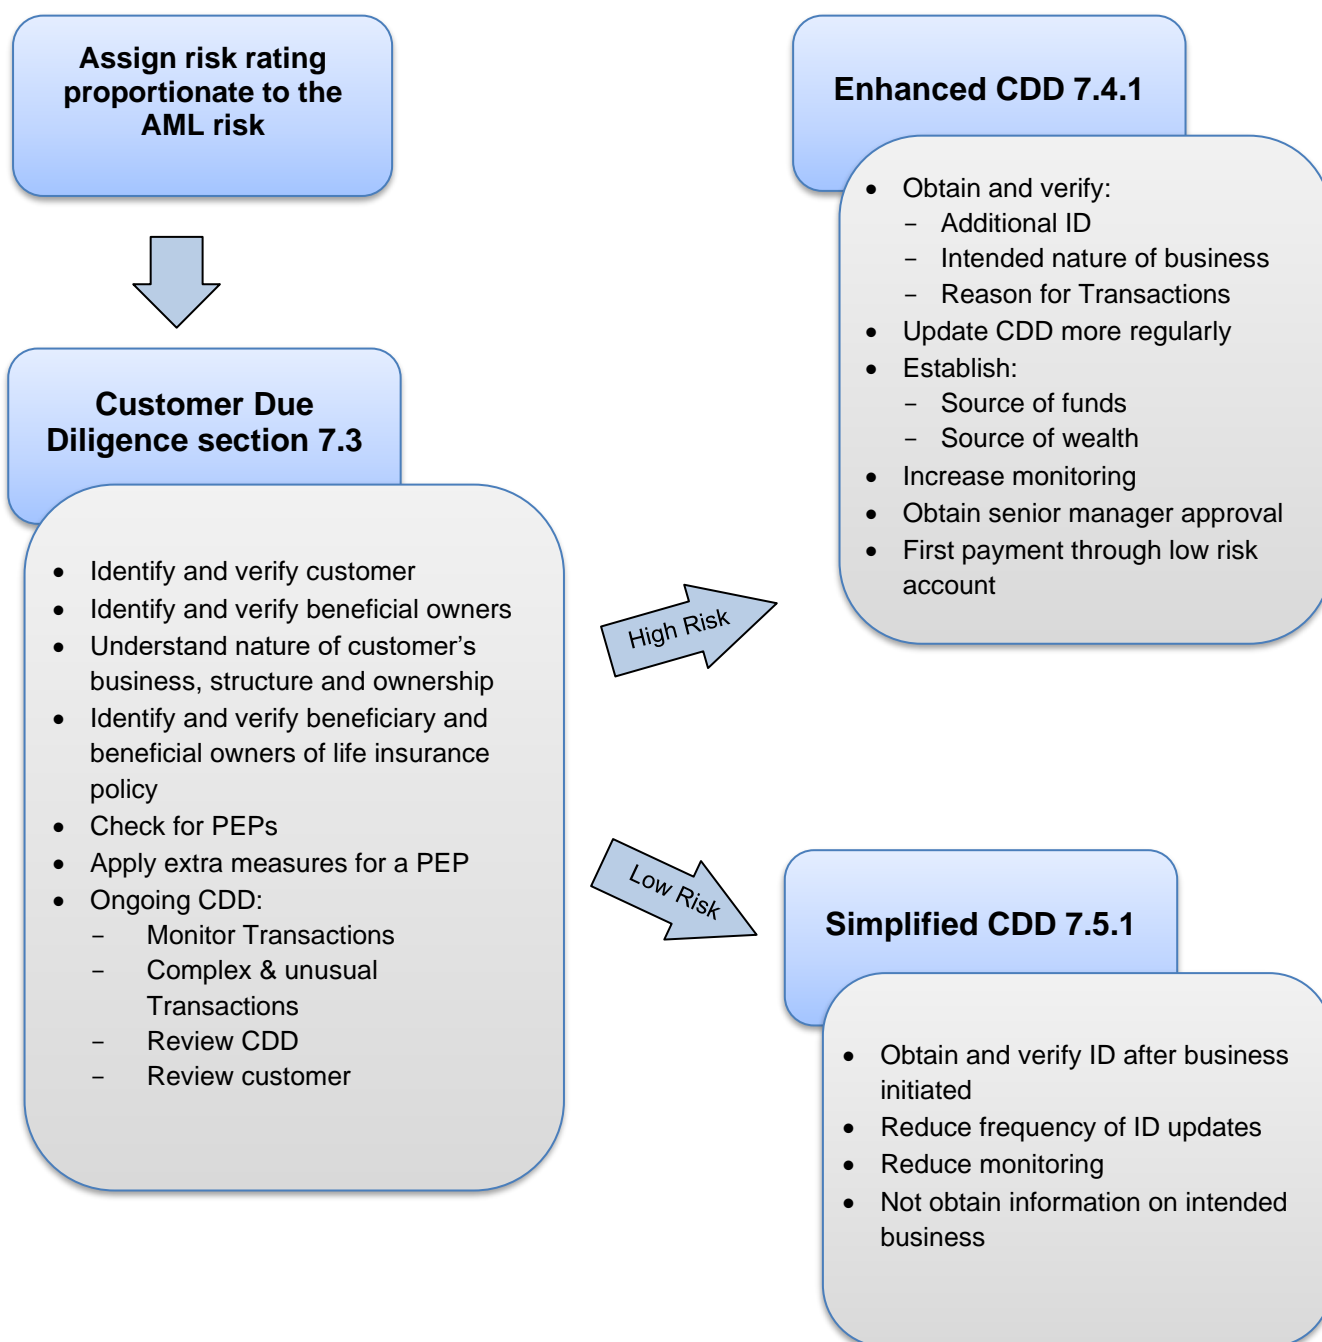 Assign risk rating
proportionate to the
AML risk
Customer Due
Diligence section 7.3
• Identify and verify customer
• Identify and verify beneficial owners
• Understand nature of customer’s
business, structure and ownership
• Identify and verify beneficiary and
beneficial owners of life insurance
policy
• Check for PEPs
• Apply extra measures for a PEP
• Ongoing CDD:
– Monitor Transactions
– Complex & unusual
Transactions
– Review CDD
– Review customer
High Risk
Enhanced CDD 7.4.1
• Obtain and verify:
– Additional ID
– Intended nature of business
– Reason for Transactions
• Update CDD more regularly
• Establish:
– Source of funds
– Source of wealth
• Increase monitoring
• Obtain senior manager approval
• First payment through low risk
account
Low Risk
Simplified CDD 7.5.1
• Obtain and verify ID after business
initiated
• Reduce frequency of ID updates
• Reduce monitoring
• Not obtain information on intended
business